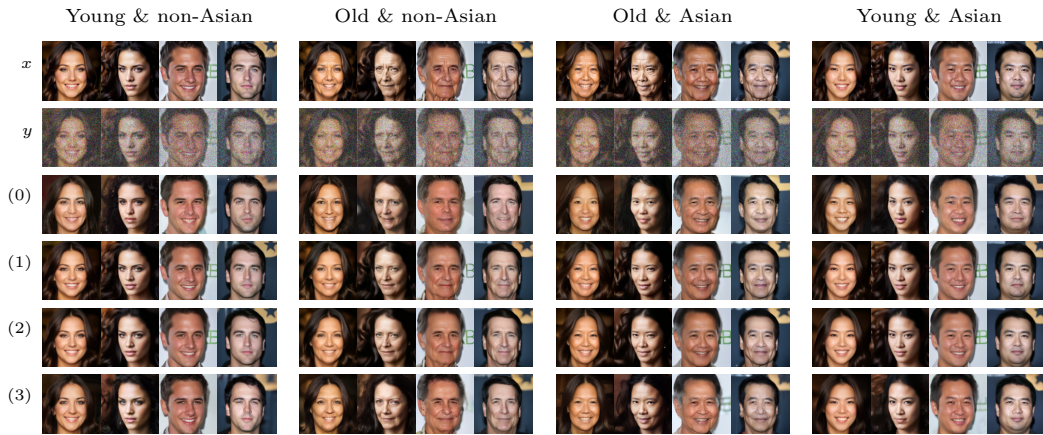 Young & non-Asian Old & non-Asian Old & Asian Young & Asian
x
y
(0)
(1)
(2)
(3)